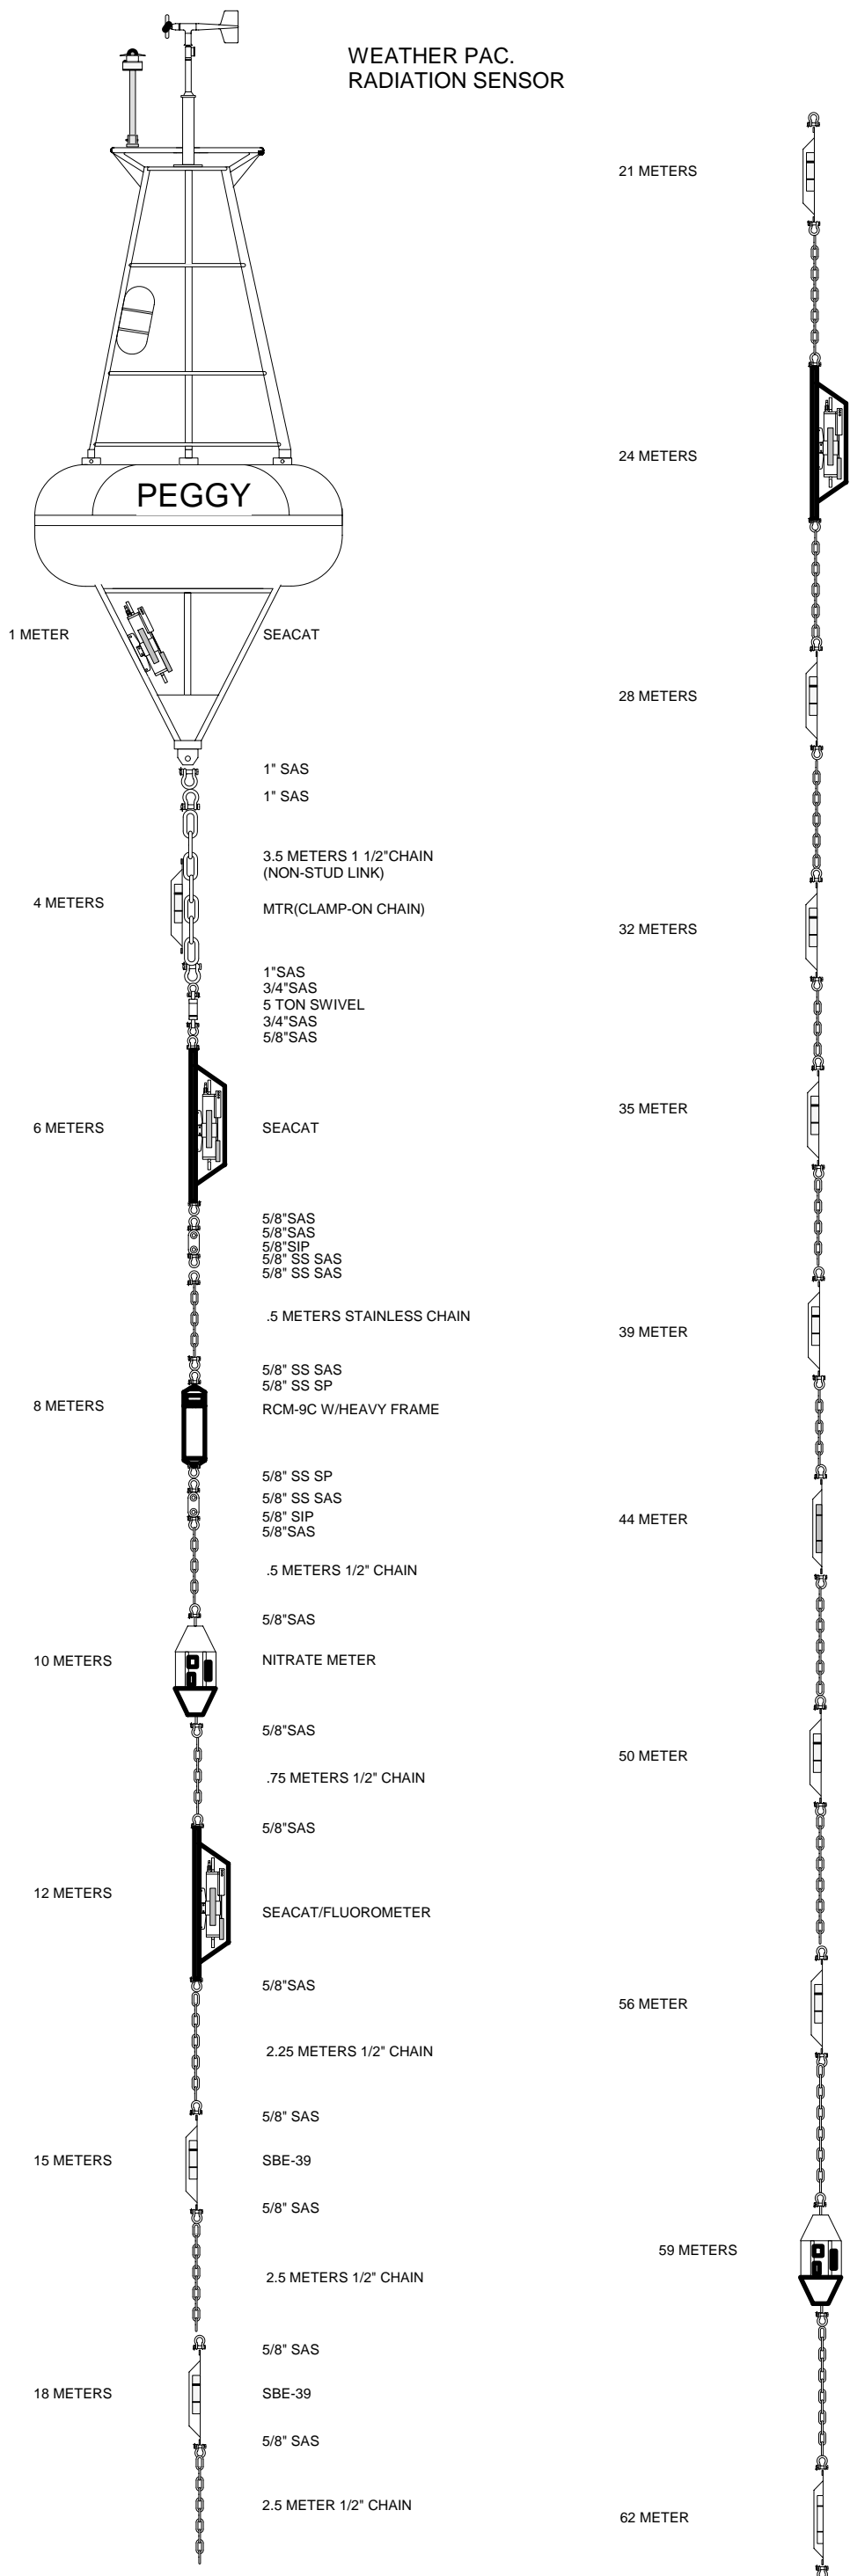 WEATHER PAC.
RADIATION SENSOR
PEGGY
1 METER
SEACAT
1" SAS
1" SAS
3.5 METERS 1 1/2"CHAIN
(NON-STUD LINK)
4 METERS
MTR(CLAMP-ON CHAIN)
1"SAS
3/4"SAS
5 TON SWIVEL
3/4"SAS
5/8"SAS
6 METERS
SEACAT
5/8"SAS
5/8"SAS
5/8"SIP
5/8" SS SAS
5/8" SS SAS
.5 METERS STAINLESS CHAIN
5/8" SS SAS
5/8" SS SP
8 METERS
RCM-9C W/HEAVY FRAME
5/8" SS SP
5/8" SS SAS
5/8" SIP
5/8"SAS
.5 METERS 1/2" CHAIN
5/8"SAS
10 METERS
NITRATE METER
5/8"SAS
.75 METERS 1/2" CHAIN
5/8"SAS
12 METERS
SEACAT/FLUOROMETER
5/8"SAS
2.25 METERS 1/2" CHAIN
5/8" SAS
15 METERS
SBE-39
5/8" SAS
2.5 METERS 1/2" CHAIN
5/8" SAS
18 METERS
SBE-39
5/8" SAS
2.5 METER 1/2" CHAIN
21 METERS
24 METERS
28 METERS
32 METERS
35 METER
39 METER
44 METER
50 METER
56 METER
59 METERS
62 METER